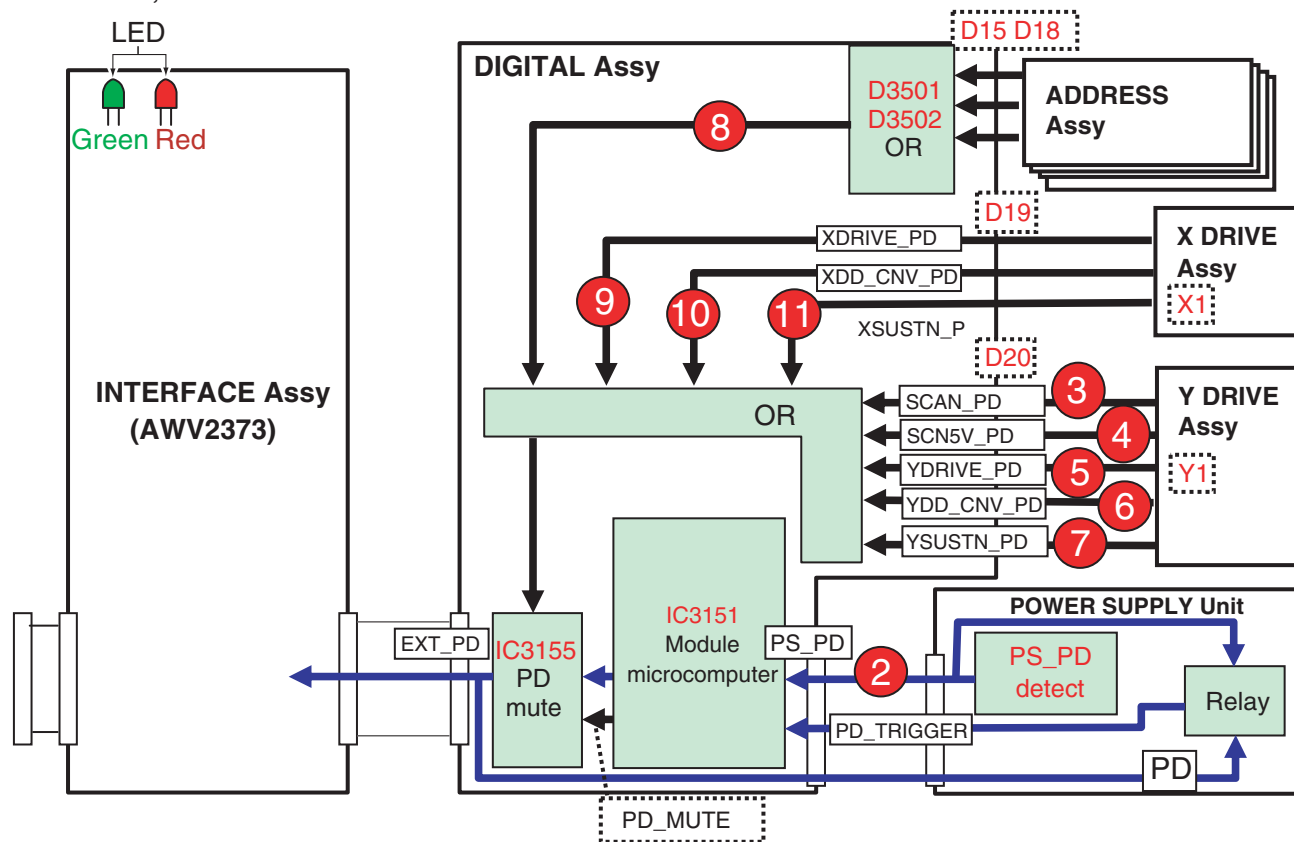 LED
Green Red
INTERFACE Assy
(AWV2373)
DIGITAL Assy
D15 D18
D3501
D3502
OR
ADDRESS
Assy
8
D19
XDRIVE_PD
XDD_CNV_PD
X DRIVE
Assy
X1
9
10
11
XSUSTN_P
D20
OR
SCAN_PD
3
SCN5V_PD
4
YDRIVE_PD
5
YDD_CNV_PD
6
YSUSTN_PD
7
Y DRIVE
Assy
Y1
EXT_PD
IC3155
PD
mute
IC3151
Module
microcomputer
PS_PD
2
POWER SUPPLY Unit
PS_PD
detect
Relay
PD_TRIGGER
PD
PD_MUTE